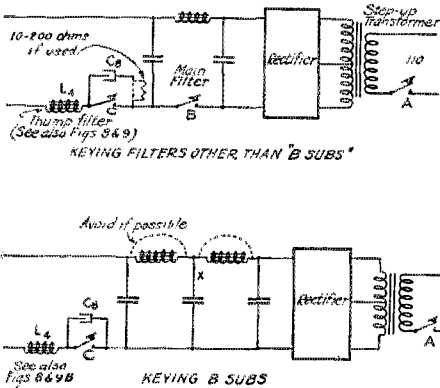 Step-up
Transformer
10-200 ohms
if used
C8
Main
Filter
Rectifier
110
L4
C
B
A
Thump filter
(See also Figs 8 & 9)
KEYING FILTERS OTHER THAN "B SUBS"
Avoid if possible
X
Rectifier
C8
L4
C
A
See also
Figs 8 & 9B
KEYING B SUBS